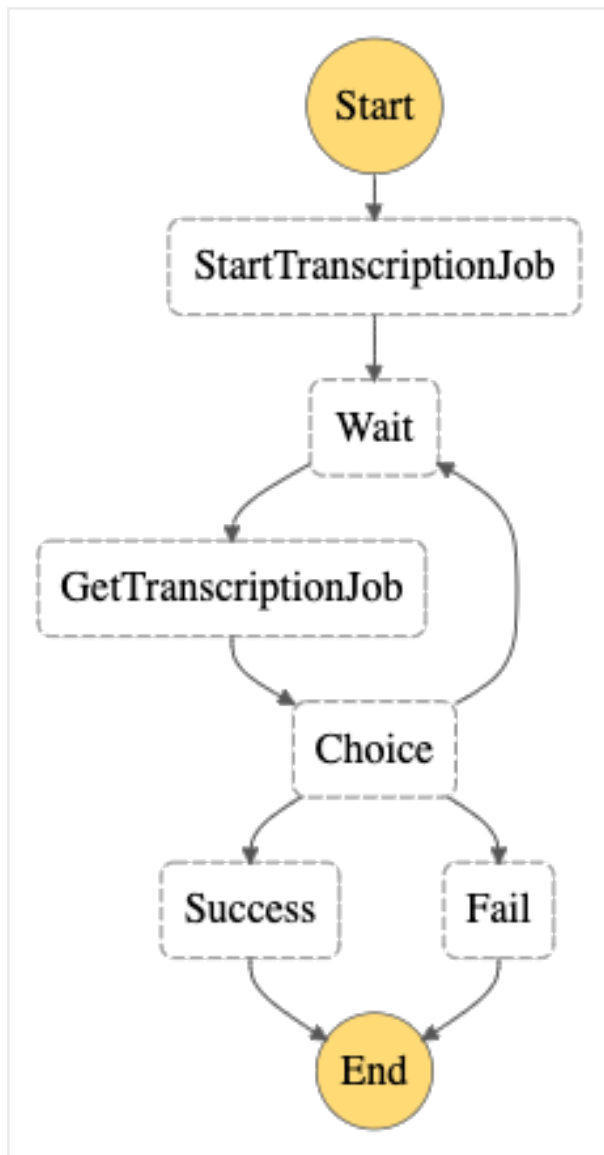 Start
StartTranscriptionJob
Wait
GetTranscriptionJob
Choice
Success
Fail
End